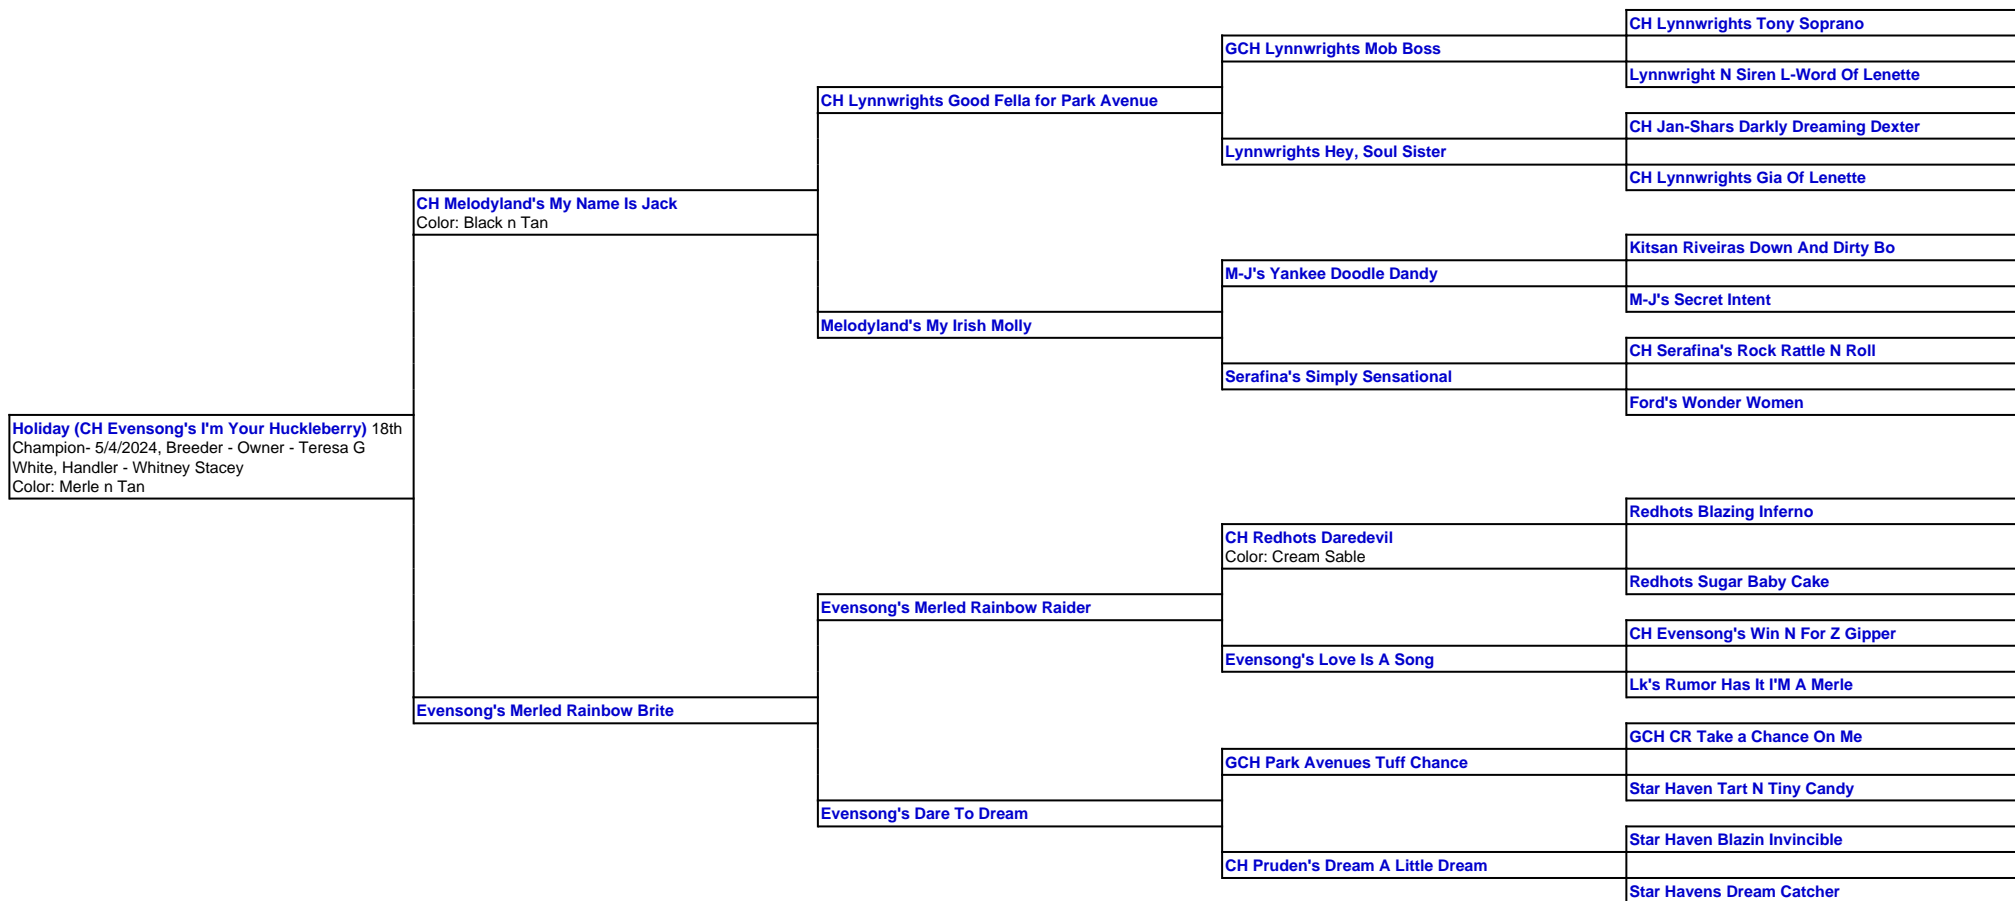 CH Lynnwrights Tony Soprano
GCH Lynnwrights Mob Boss
Lynnwright N Siren L-Word Of Lenette
CH Lynnwrights Good Fella for Park Avenue
CH Jan-Shars Darkly Dreaming Dexter
Lynnwrights Hey, Soul Sister
CH Lynnwrights Gia Of Lenette
CH Melodyland's My Name Is Jack
Color: Black n Tan
Kitsan Riveiras Down And Dirty Bo
M-J's Yankee Doodle Dandy
M-J's Secret Intent
Melodyland's My Irish Molly
CH Serafina's Rock Rattle N Roll
Serafina's Simply Sensational
Ford's Wonder Women
Holiday (CH Evensong's I'm Your Huckleberry) 18th
Champion- 5/4/2024, Breeder - Owner - Teresa G
White, Handler - Whitney Stacey
Color: Merle n Tan
Redhots Blazing Inferno
CH Redhots Daredevil
Color: Cream Sable
Redhots Sugar Baby Cake
Evensong's Merled Rainbow Raider
CH Evensong's Win N For Z Gipper
Evensong's Love Is A Song
Lk's Rumor Has It I'M A Merle
Evensong's Merled Rainbow Brite
GCH CR Take a Chance On Me
GCH Park Avenues Tuff Chance
Star Haven Tart N Tiny Candy
Evensong's Dare To Dream
Star Haven Blazin Invincible
CH Pruden's Dream A Little Dream
Star Havens Dream Catcher